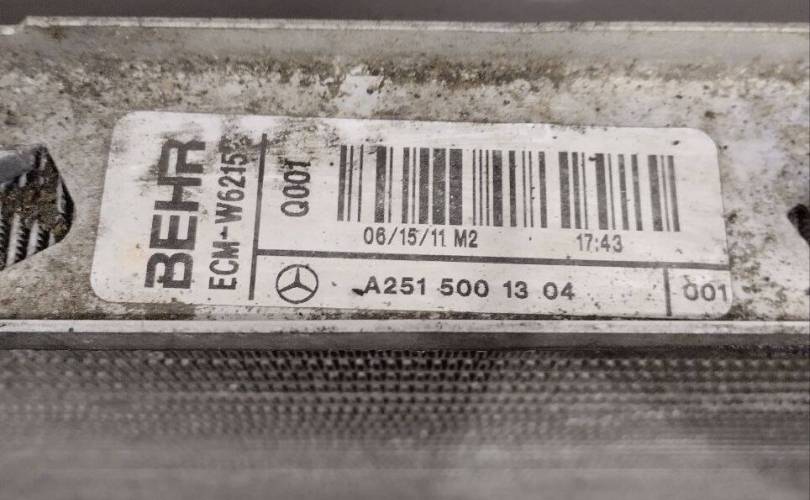 BEHR
ECM-W6215
Q001
06/15/11 M2 17:43
A251 500 13 04
001